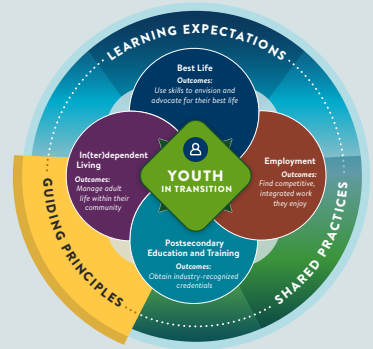 LEARNING EXPECTATIONS
Best Life
Outcomes:
Use skills to envision and
advocate for their best life
In(ter)dependent
Living
Outcomes:
Manage adult
life within their
community
YOUTH
IN TRANSITION
Employment
Outcomes:
Find competitive,
integrated work
they enjoy
Postsecondary
Education and Training
Outcomes:
Obtain industry-recognized
credentials
GUIDING PRINCIPLES
SHARED PRACTICES